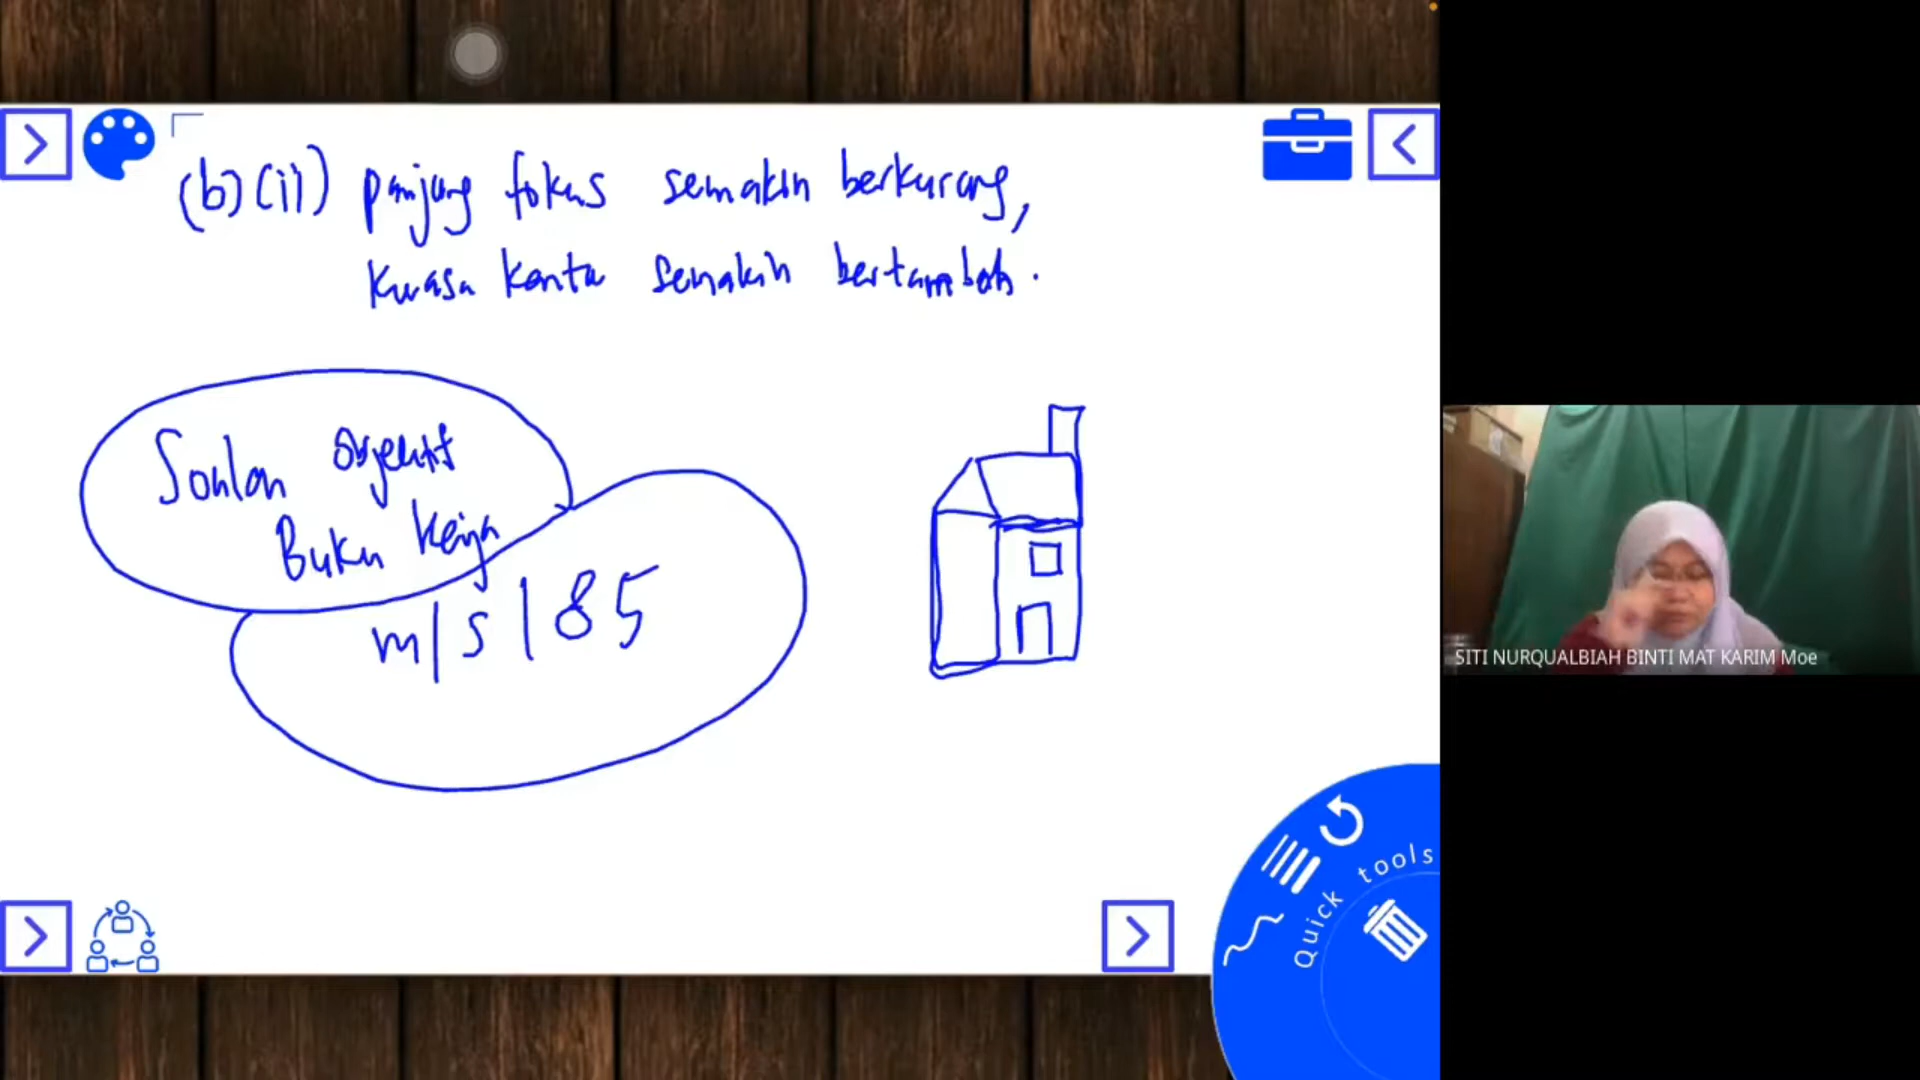 (b)(ii) panjang fokus semakin berkurang,
kuasa kanta semakin bertambah.
Soalan Objektif
Buku Kerja
m/s 185
Quick tools
SITI NURQUALBIAH BINTI MAT KARIM Moe